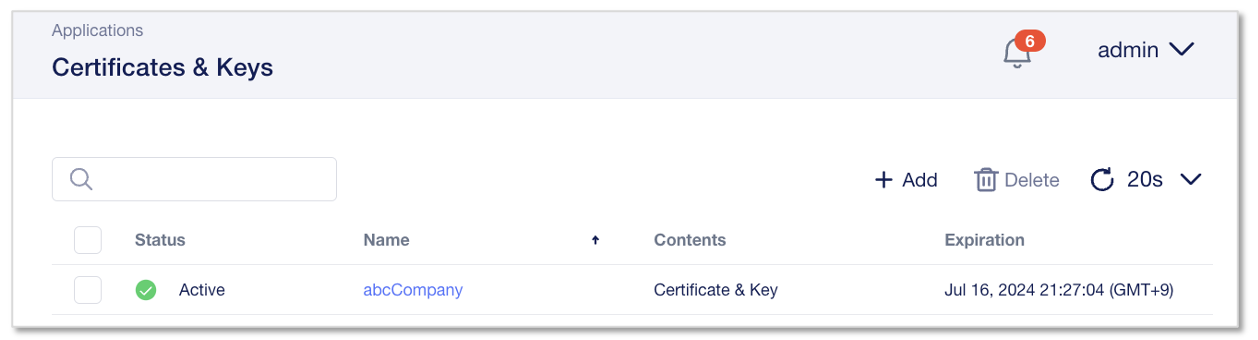 Applications
Certificates & Keys
6
admin
Add
Delete
20s
Status Name Contents Expiration
Active abcCompany Certificate & Key Jul 16, 2024 21:27:04 (GMT+9)